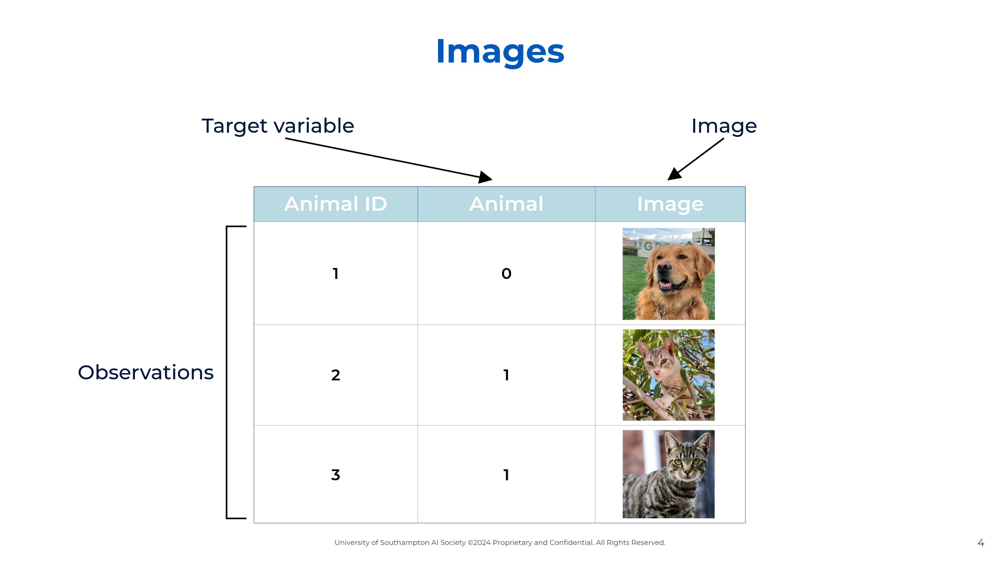 Images
Target variable
Image
Animal ID Animal Image
1 0
THE
2 1
Observations
3 1
University of Southampton AI Society ©2024 Proprietary and Confidential. All Rights Reserved.
4